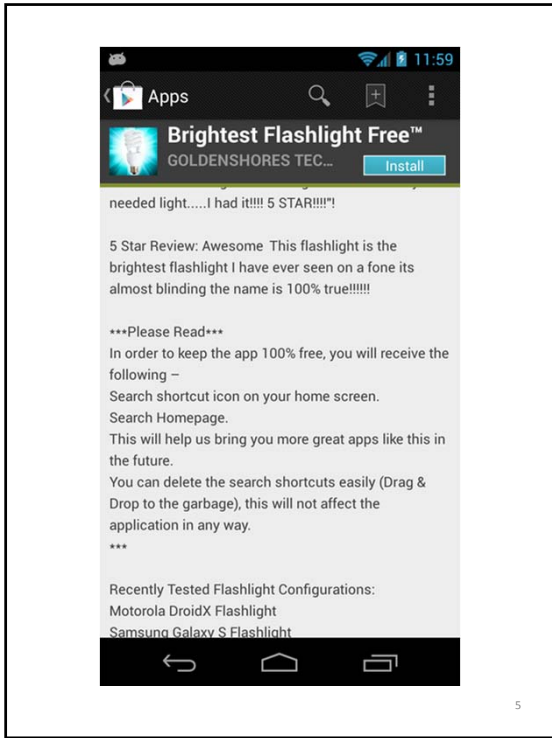 11:59
Apps
Brightest Flashlight Free™
GOLDENSHORES TEC...
Install
needed light.....I had it!!!! 5 STAR!!!!"!
5 Star Review: Awesome This flashlight is the
brightest flashlight I have ever seen on a fone its
almost blinding the name is 100% true!!!!!!
***Please Read***
In order to keep the app 100% free, you will receive the
following –
Search shortcut icon on your home screen.
Search Homepage.
This will help us bring you more great apps like this in
the future.
You can delete the search shortcuts easily (Drag &
Drop to the garbage), this will not affect the
application in any way.
***
Recently Tested Flashlight Configurations:
Motorola DroidX Flashlight
Samsung Galaxy S Flashlight
5